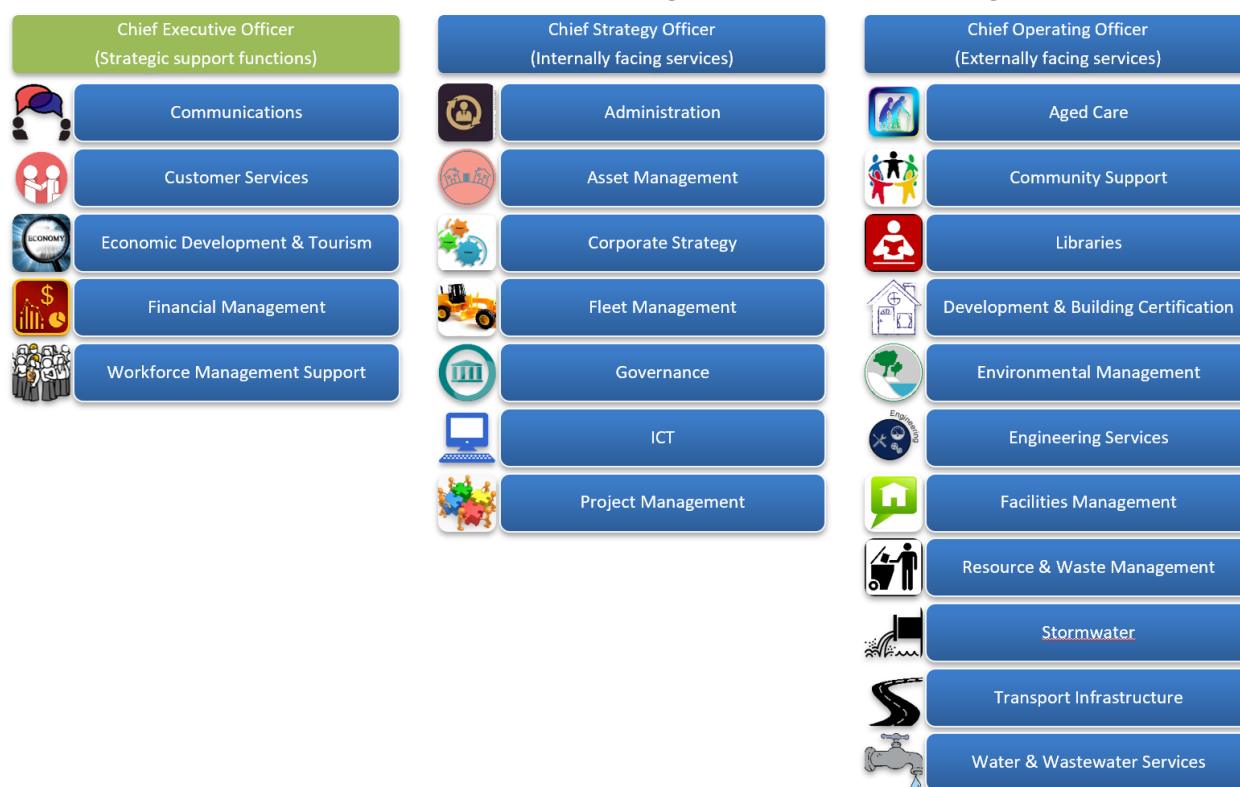 Chief Executive Officer
(Strategic support functions)
Communications
Customer Services
ECONOMY
Economic Development & Tourism
$
Financial Management
Workforce Management Support
Chief Strategy Officer
(Internally facing services)
Administration
Asset Management
Corporate Strategy
Fleet Management
Governance
ICT
Project Management
Chief Operating Officer
(Externally facing services)
Aged Care
Community Support
Libraries
Development & Building Certification
Environmental Management
Engineering
Engineering Services
Facilities Management
Resource & Waste Management
Stormwater
Transport Infrastructure
Water & Wastewater Services